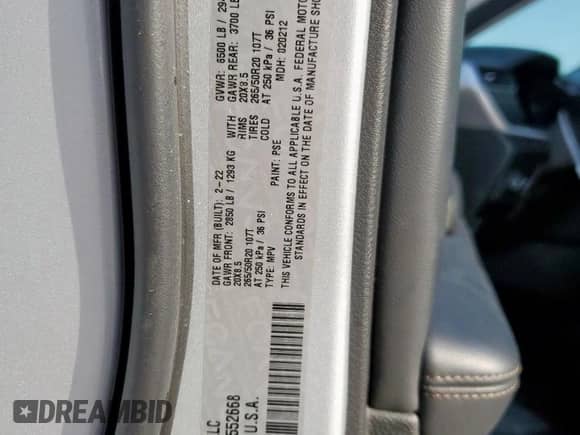 LC
DATE OF MFR (BUILT): 2-22 GVWR: 6500 LB / 29
GAWR FRONT: 2850 LB / 1293 KG WITH GAWR REAR: 3700 LB
20X8.5 RIMS 20X8.5
265/50R20 107T TIRES 265/50R20 107T
AT 250 kPa / 36 PSI COLD AT 250 kPa / 36 PSI
TYPE: MPV PAINT: PSE MDH: 020212
THIS VEHICLE CONFORMS TO ALL APPLICABLE U.S.A. FEDERAL MOTO
STANDARDS IN EFFECT ON THE DATE OF MANUFACTURE SHO
552668
U.S.A.
DREAMBID